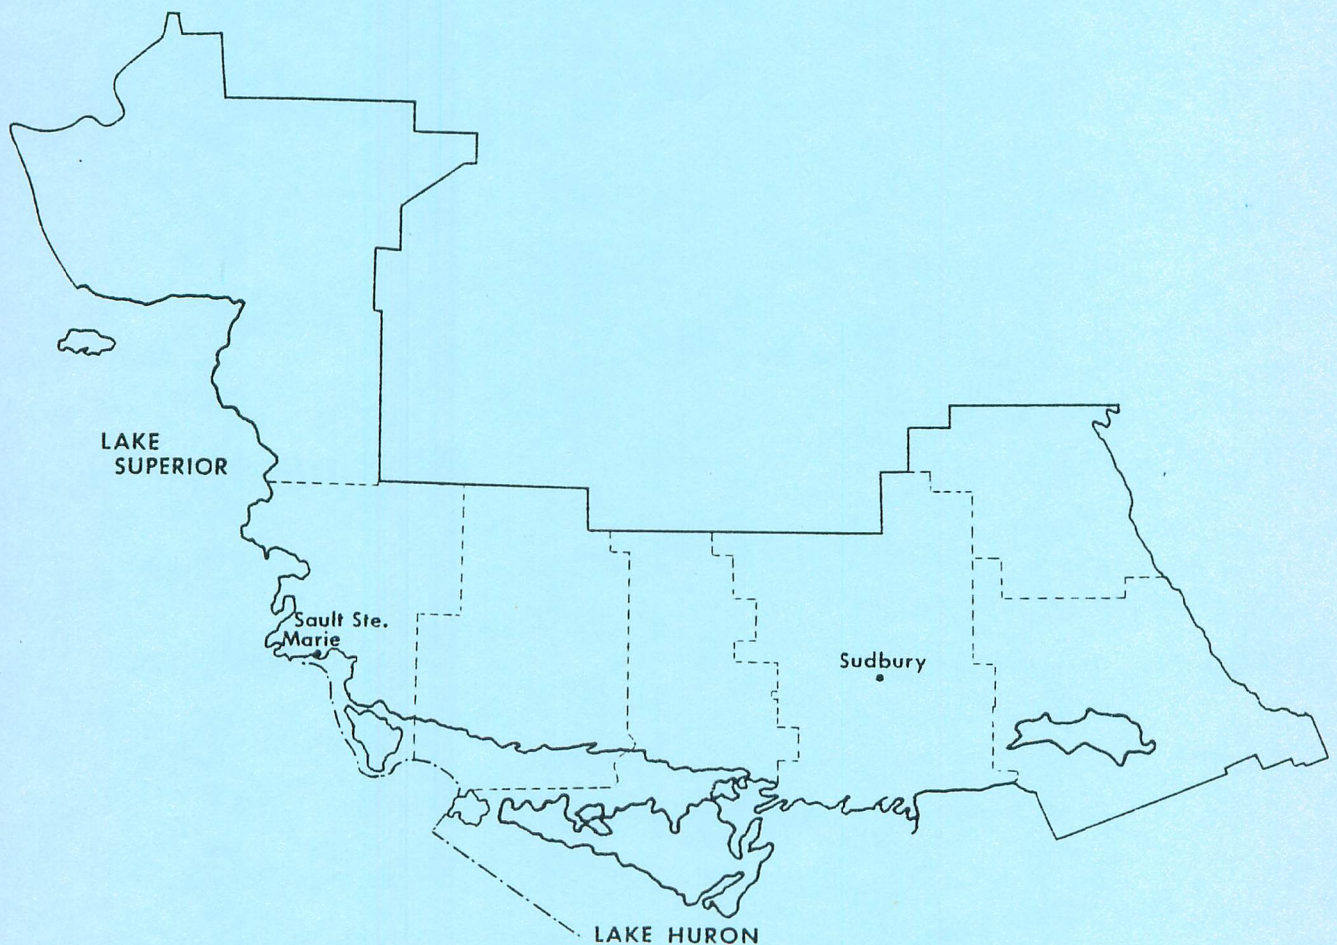 LAKE
SUPERIOR
Sault Ste.
Marie
Sudbury
LAKE HURON